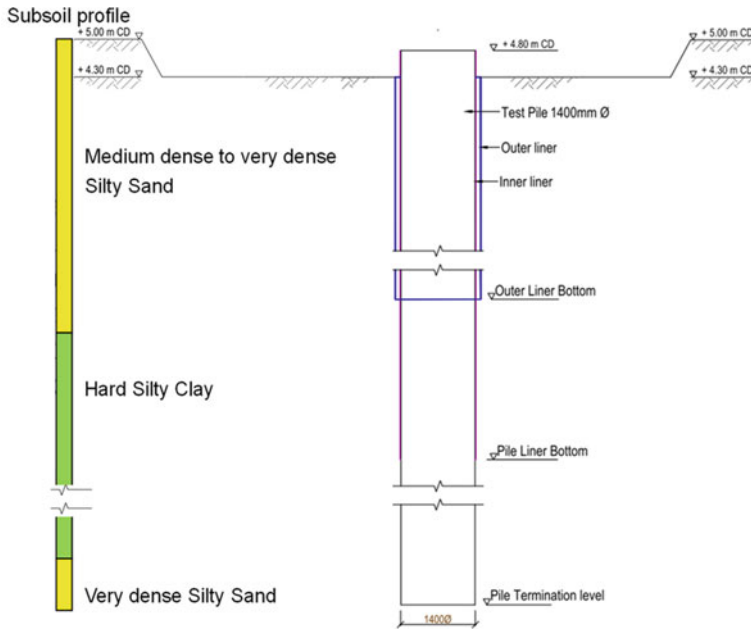 Subsoil profile
+ 5.00 m CD
+ 4.80 m CD
+ 5.00 m CD
+ 4.30 m CD
+ 4.30 m CD
Test Pile 1400mm Ø
Outer liner
Medium dense to very dense
Silty Sand
Inner liner
Outer Liner Bottom
Hard Silty Clay
Pile Liner Bottom
Very dense Silty Sand
Pile Termination level
1400Ø